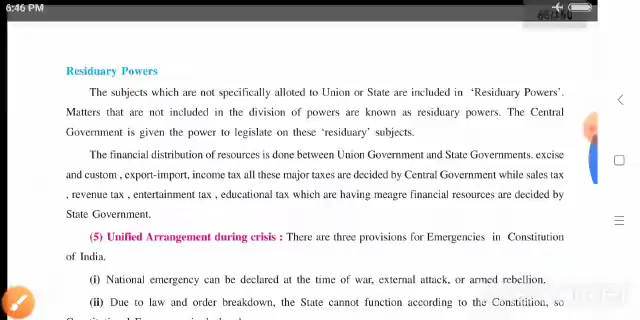 6:46 PM
65/140
Residuary Powers
The subjects which are not specifically alloted to Union or State are included in 'Residuary Powers'.
Matters that are not included in the division of powers are known as residuary powers. The Central
Government is given the power to legislate on these 'residuary' subjects.
The financial distribution of resources is done between Union Government and State Governments. excise
and custom , export-import, income tax all these major taxes are decided by Central Government while sales tax
, revenue tax , entertainment tax , educational tax which are having meagre financial resources are decided by
State Government.
(5) Unified Arrangement during crisis : There are three provisions for Emergencies in Constitution
of India.
(i) National emergency can be declared at the time of war, external attack, or armed rebellion.
(ii) Due to law and order breakdown, the State cannot function according to the Constitition, so